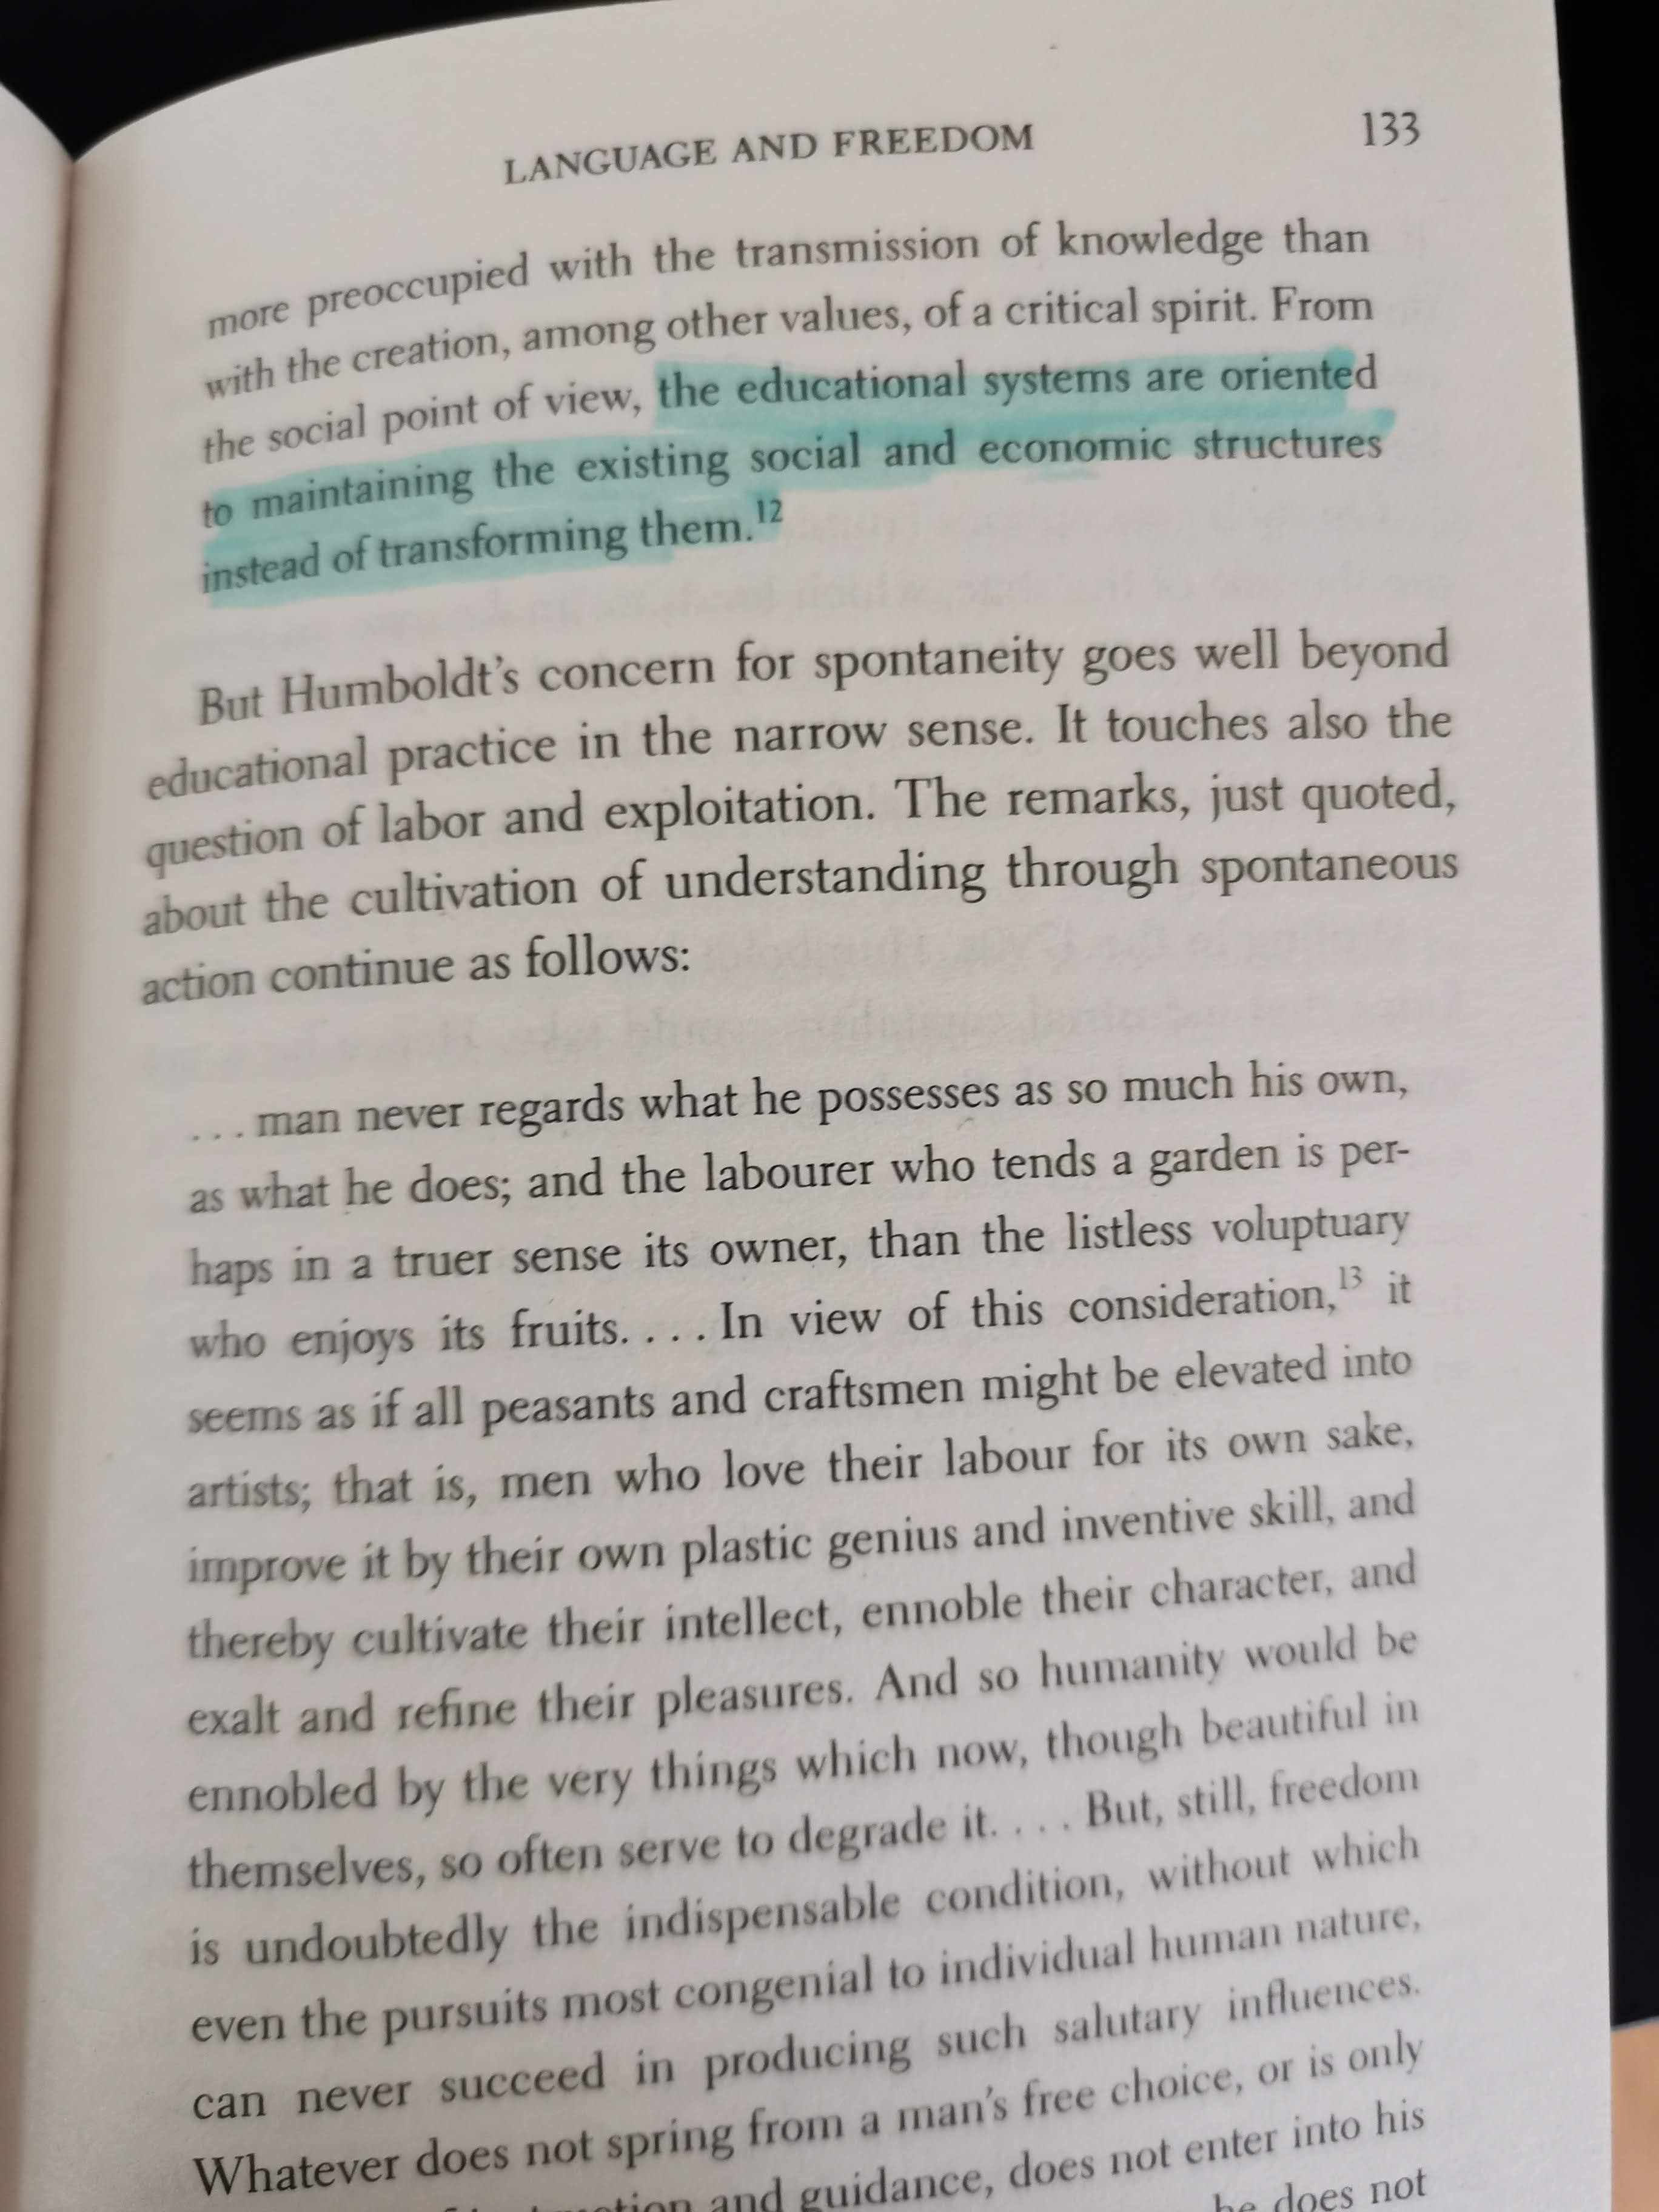 LANGUAGE AND FREEDOM 133
more preoccupied with the transmission of knowledge than
with the creation, among other values, of a critical spirit. From
the social point of view, the educational systems are oriented
to maintaining the existing social and economic structures
instead of transforming them.12
But Humboldt's concern for spontaneity goes well beyond
educational practice in the narrow sense. It touches also the
question of labor and exploitation. The remarks, just quoted,
about the cultivation of understanding through spontaneous
action continue as follows:
...man never regards what he possesses as so much his own,
as what he does; and the labourer who tends a garden is per-
haps in a truer sense its owner, than the listless voluptuary
who enjoys its fruits. . . . In view of this consideration,13 it
seems as if all peasants and craftsmen might be elevated into
artists; that is, men who love their labour for its own sake,
improve it by their own plastic genius and inventive skill, and
thereby cultivate their intellect, ennoble their character, and
exalt and refine their pleasures. And so humanity would be
ennobled by the very things which now, though beautiful in
themselves, so often serve to degrade it. . . . But, still, freedom
is undoubtedly the indispensable condition, without which
even the pursuits most congenial to individual human nature,
can never succeed in producing such salutary influences.
Whatever does not spring from a man's free choice, or is only
and guidance, does not enter into his
he does not